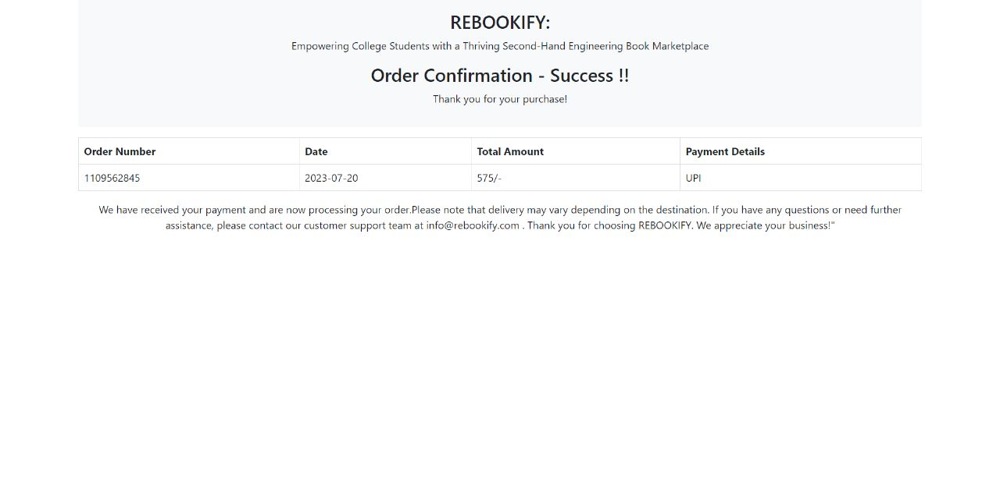 REBOOKIFY:
Empowering College Students with a Thriving Second-Hand Engineering Book Marketplace
Order Confirmation - Success !!
Thank you for your purchase!
Order Number Date Total Amount Payment Details
1109562845 2023-07-20 575/- UPI
We have received your payment and are now processing your order.Please note that delivery may vary depending on the destination. If you have any questions or need further
assistance, please contact our customer support team at info@rebookify.com . Thank you for choosing REBOOKIFY. We appreciate your business!"